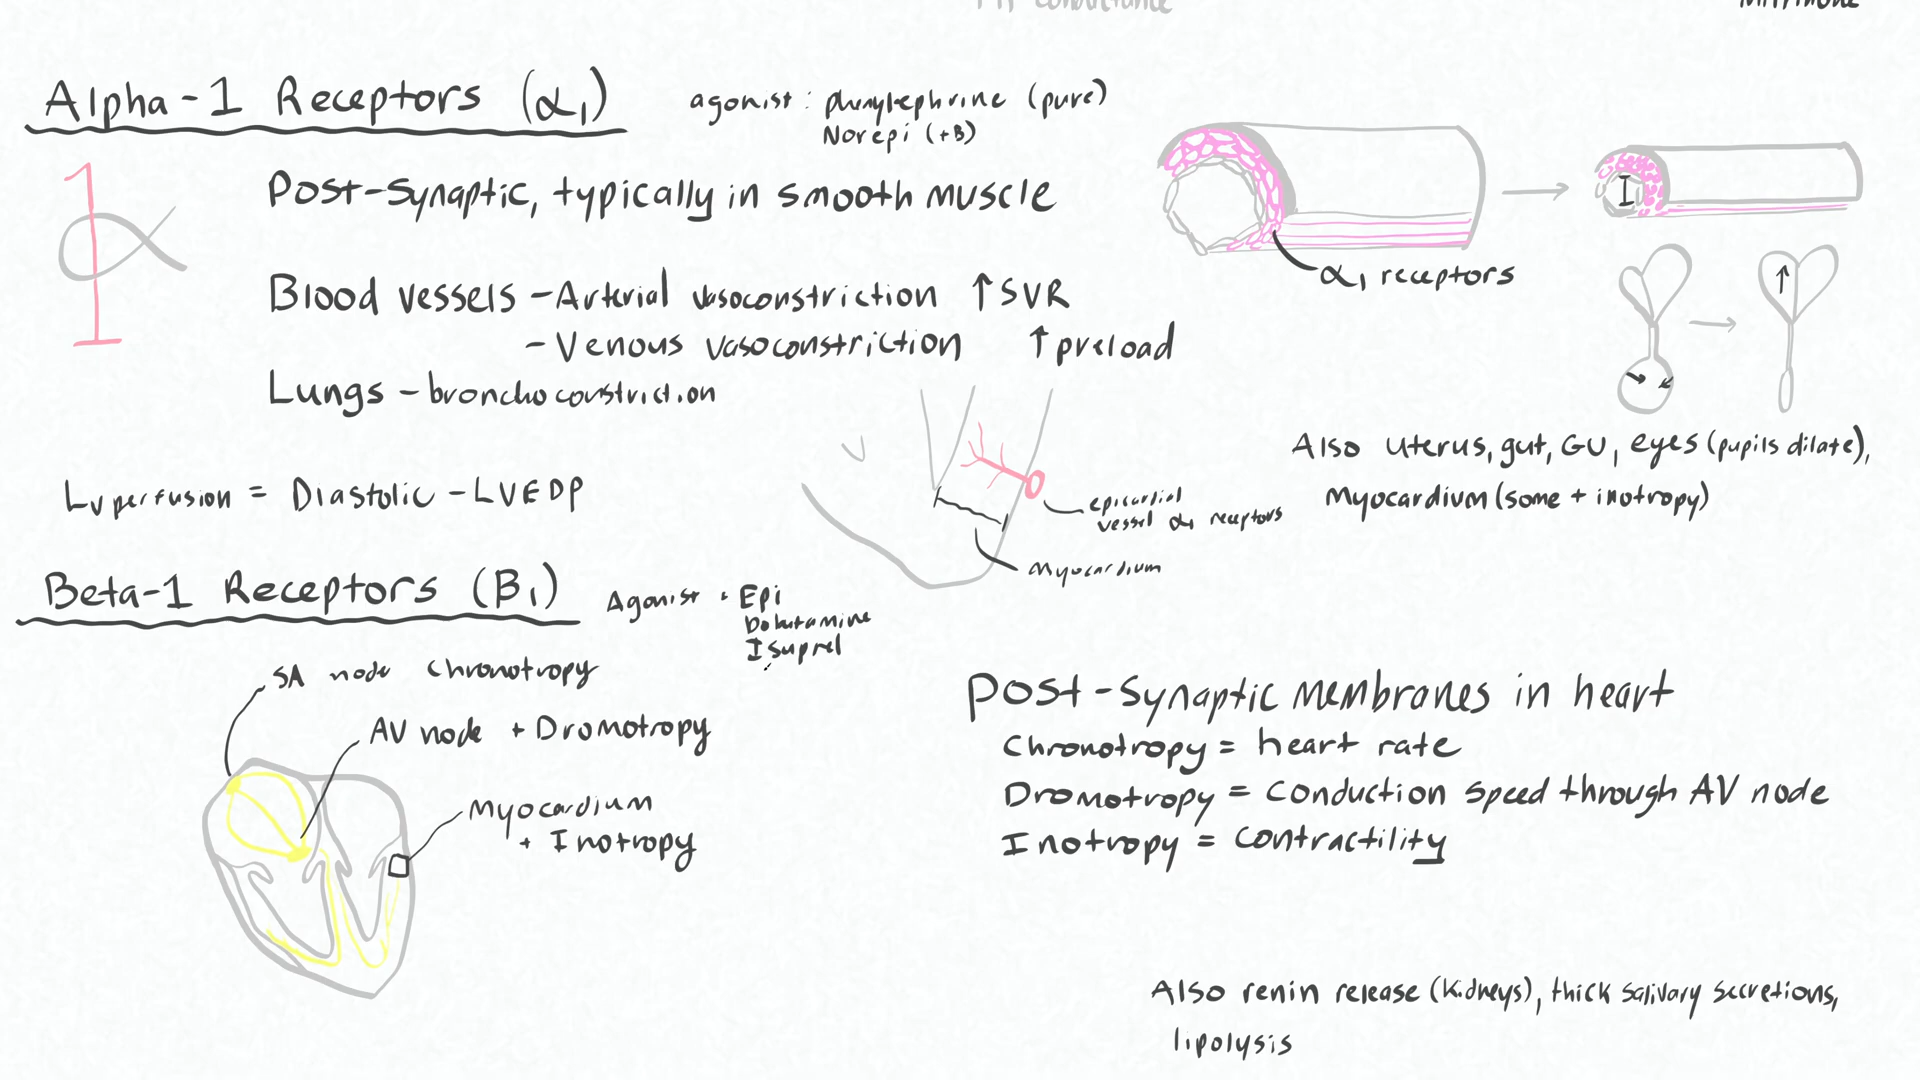 Alpha-1 Receptors (α₁)
agonist: phenylephrine (pure)
Norepi (+B)
Post-Synaptic, typically in smooth muscle
Blood vessels - Arterial vasoconstriction ↑SVR
- Venous vasoconstriction ↑preload
Lungs - bronchoconstriction
α₁ receptors
I
Also uterus, gut, GU, eyes (pupils dilate),
Myocardium (some + inotropy)
Lv perfusion = Diastolic - LVEDP
epicardial
vessel α₁ receptors
Myocardium
Beta-1 Receptors (B₁)
Agonist: Epi
Dobutamine
Isuprel
SA node Chronotropy
AV node + Dromotropy
Myocardium
+ Inotropy
Post-Synaptic membranes in heart
Chronotropy = heart rate
Dromotropy = conduction speed through AV node
Inotropy = contractility
Also renin release (Kidneys), thick salivary secretions,
lipolysis